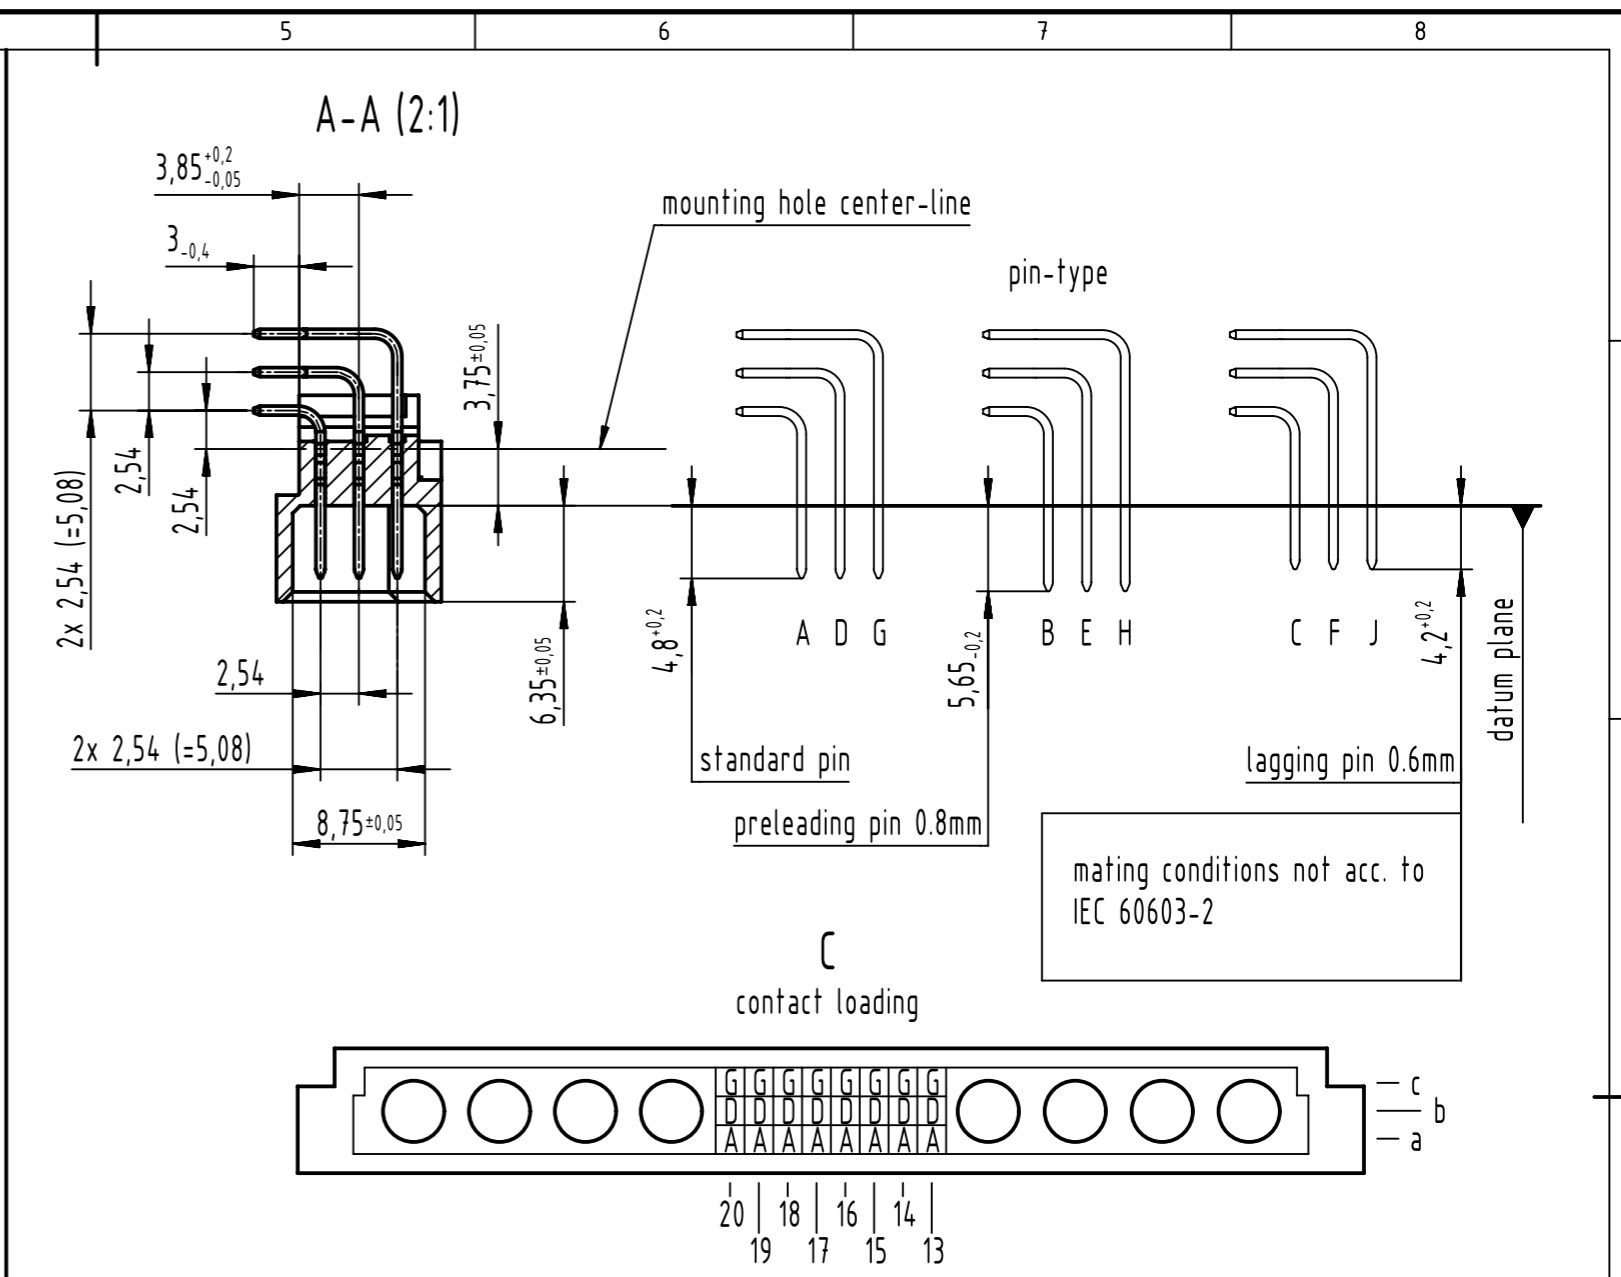 5 6 7 8
A-A (2:1)
3,85 +0,2 -0,05
mounting hole center-line
3 -0,4
pin-type
3,75±0,05
2x 2,54 (=5,08)
2,54
2,54
4,8 +0,2
A D G
5,65 -0,2
B E H
C F J
4,2 +0,2
datum plane
6,35±0,05
2,54
2x 2,54 (=5,08)
standard pin
lagging pin 0.6mm
8,75±0,05
preleading pin 0.8mm
mating conditions not acc. to
IEC 60603-2
C
contact loading
G G G G G G G G
D D D D D D D D
A A A A A A A A
c
b
a
20 18 16 14
19 17 15 13